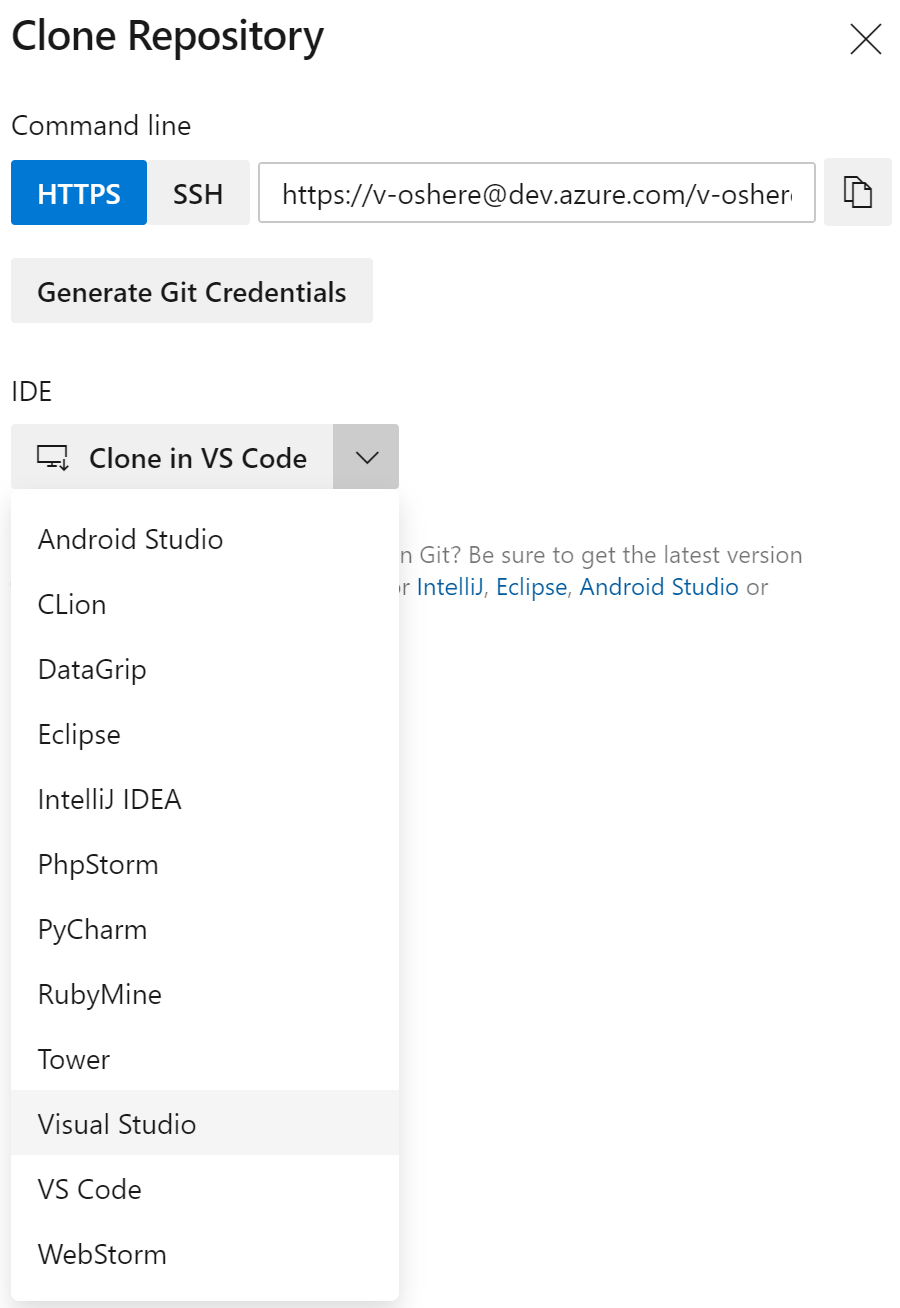 Clone Repository
Command line
HTTPS SSH https://v-oshere@dev.azure.com/v-osher
Generate Git Credentials
IDE
Clone in VS Code
Android Studio
n Git? Be sure to get the latest version
IntelliJ, Eclipse, Android Studio or
CLion
DataGrip
Eclipse
IntelliJ IDEA
PhpStorm
PyCharm
RubyMine
Tower
Visual Studio
VS Code
WebStorm